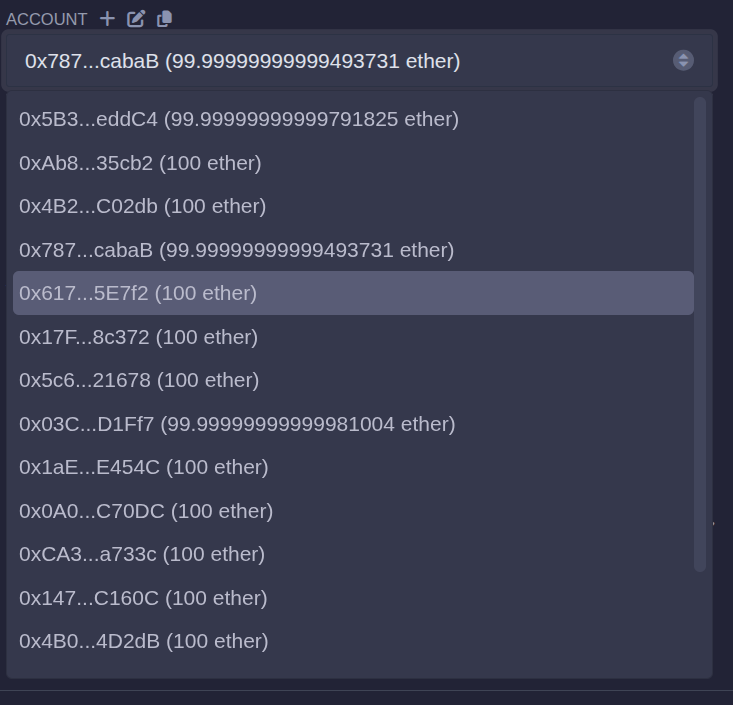 ACCOUNT
0x787...cabaB (99.99999999999493731 ether)
0x5B3...eddC4 (99.99999999999791825 ether)
0xAb8...35cb2 (100 ether)
0x4B2...C02db (100 ether)
0x787...cabaB (99.99999999999493731 ether)
0x617...5E7f2 (100 ether)
0x17F...8c372 (100 ether)
0x5c6...21678 (100 ether)
0x03C...D1Ff7 (99.99999999999981004 ether)
0x1aE...E454C (100 ether)
0x0A0...C70DC (100 ether)
0xCA3...a733c (100 ether)
0x147...C160C (100 ether)
0x4B0...4D2dB (100 ether)